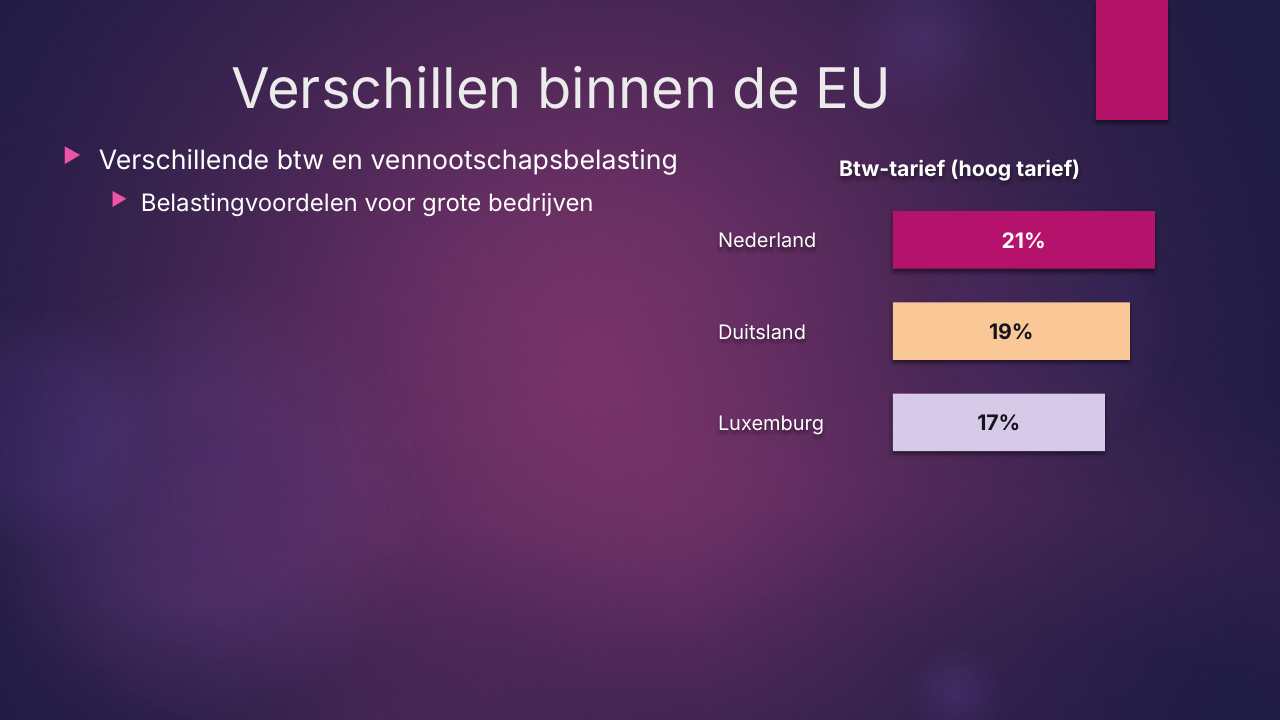 Verschillen binnen de EU
Verschillende btw en vennootschapsbelasting
Belastingvoordelen voor grote bedrijven
Btw-tarief (hoog tarief)
Nederland 21%
Duitsland 19%
Luxemburg 17%